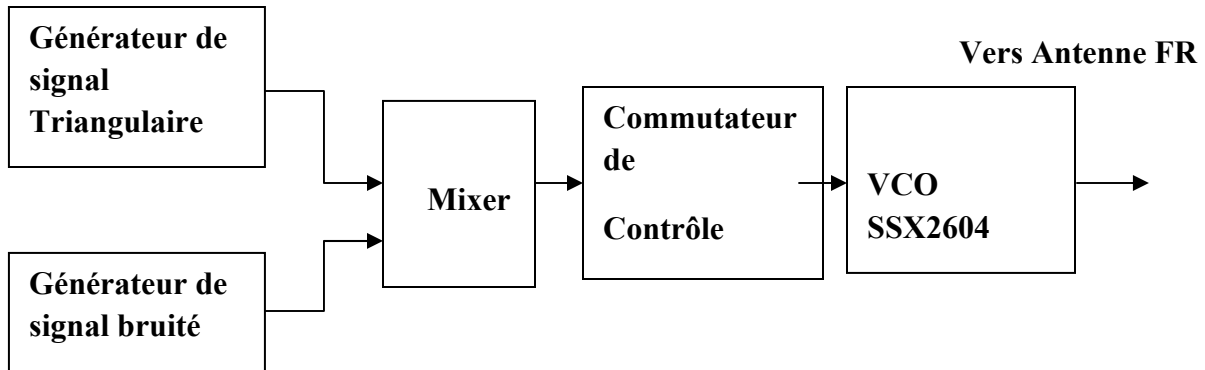 Générateur de
signal
Triangulaire
Vers Antenne FR
Commutateur
de
Contrôle
Mixer
VCO
SSX2604
Générateur de
signal bruité